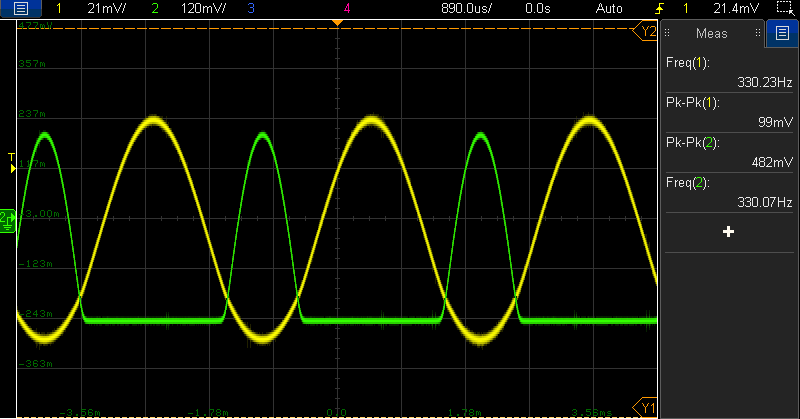 1 21mV/ 2 120mV/ 3 4 890.0us/ 0.0s Auto 1 21.4mV
Meas
Y2
357m
Freq(1):
330.23Hz
237m
Pk-Pk(1):
99mV
Pk-Pk(2):
T
117m
482mV
Freq(2):
330.07Hz
2
-3.00m
-123m
-243m
-363m
-3.56m -1.78m 0.0 1.78m 3.56ms
Y1